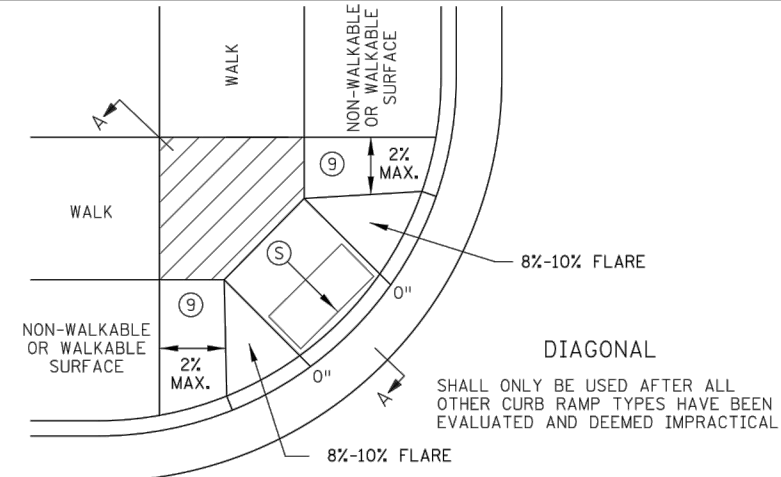 WALK
NON-WALKABLE
OR WALKABLE
SURFACE
A
9
2%
MAX.
WALK
S
8%-10% FLARE
0"
9
NON-WALKABLE
OR WALKABLE
SURFACE
2%
MAX.
0"
A
DIAGONAL
SHALL ONLY BE USED AFTER ALL
OTHER CURB RAMP TYPES HAVE BEEN
EVALUATED AND DEEMED IMPRACTICAL
8%-10% FLARE